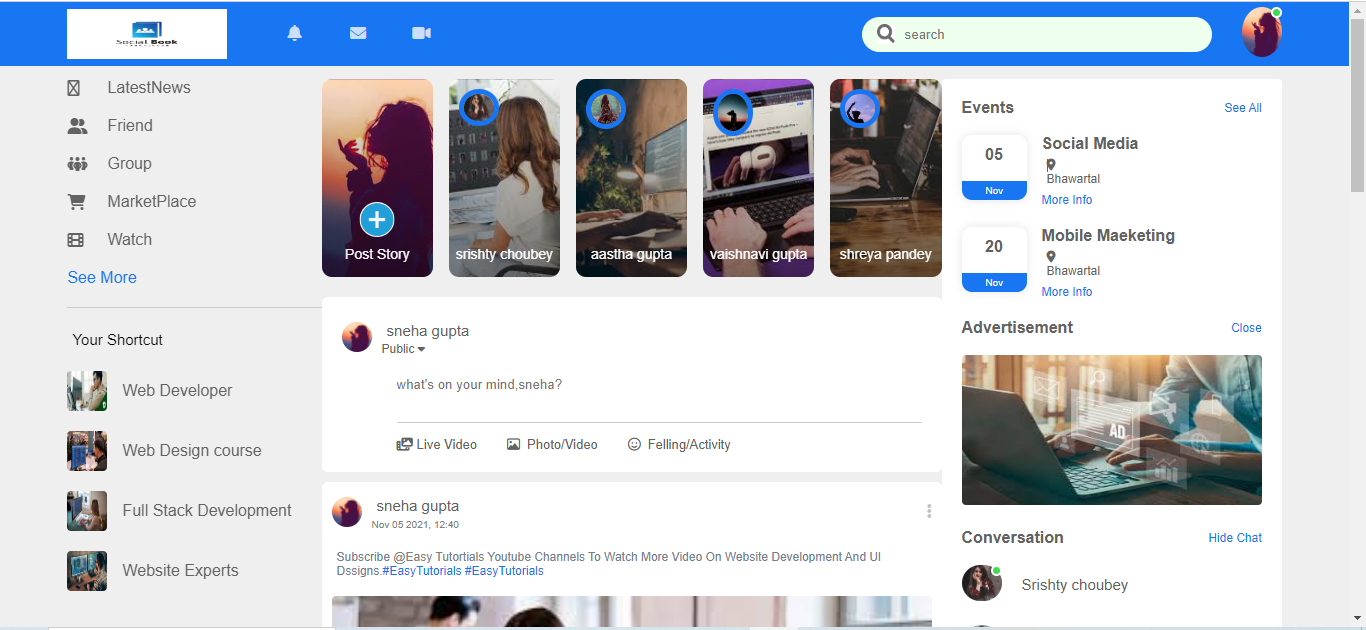 Social Book
search
LatestNews
Friend
Group
MarketPlace
Watch
See More
Your Shortcut
Web Developer
Web Design course
Full Stack Development
Website Experts
Post Story
srishty choubey
aastha gupta
vaishnavi gupta
shreya pandey
sneha gupta
Public
what's on your mind,sneha?
Live Video
Photo/Video
Felling/Activity
sneha gupta
Nov 05 2021, 12:40
Subscribe @Easy Tutortials Youtube Channels To Watch More Video On Website Development And UI
Dssigns.#EasyTutorials #EasyTutorials
Events
See All
05
Nov
Social Media
Bhawartal
More Info
20
Nov
Mobile Maeketing
Bhawartal
More Info
Advertisement
Close
AD
Conversation
Hide Chat
Srishty choubey